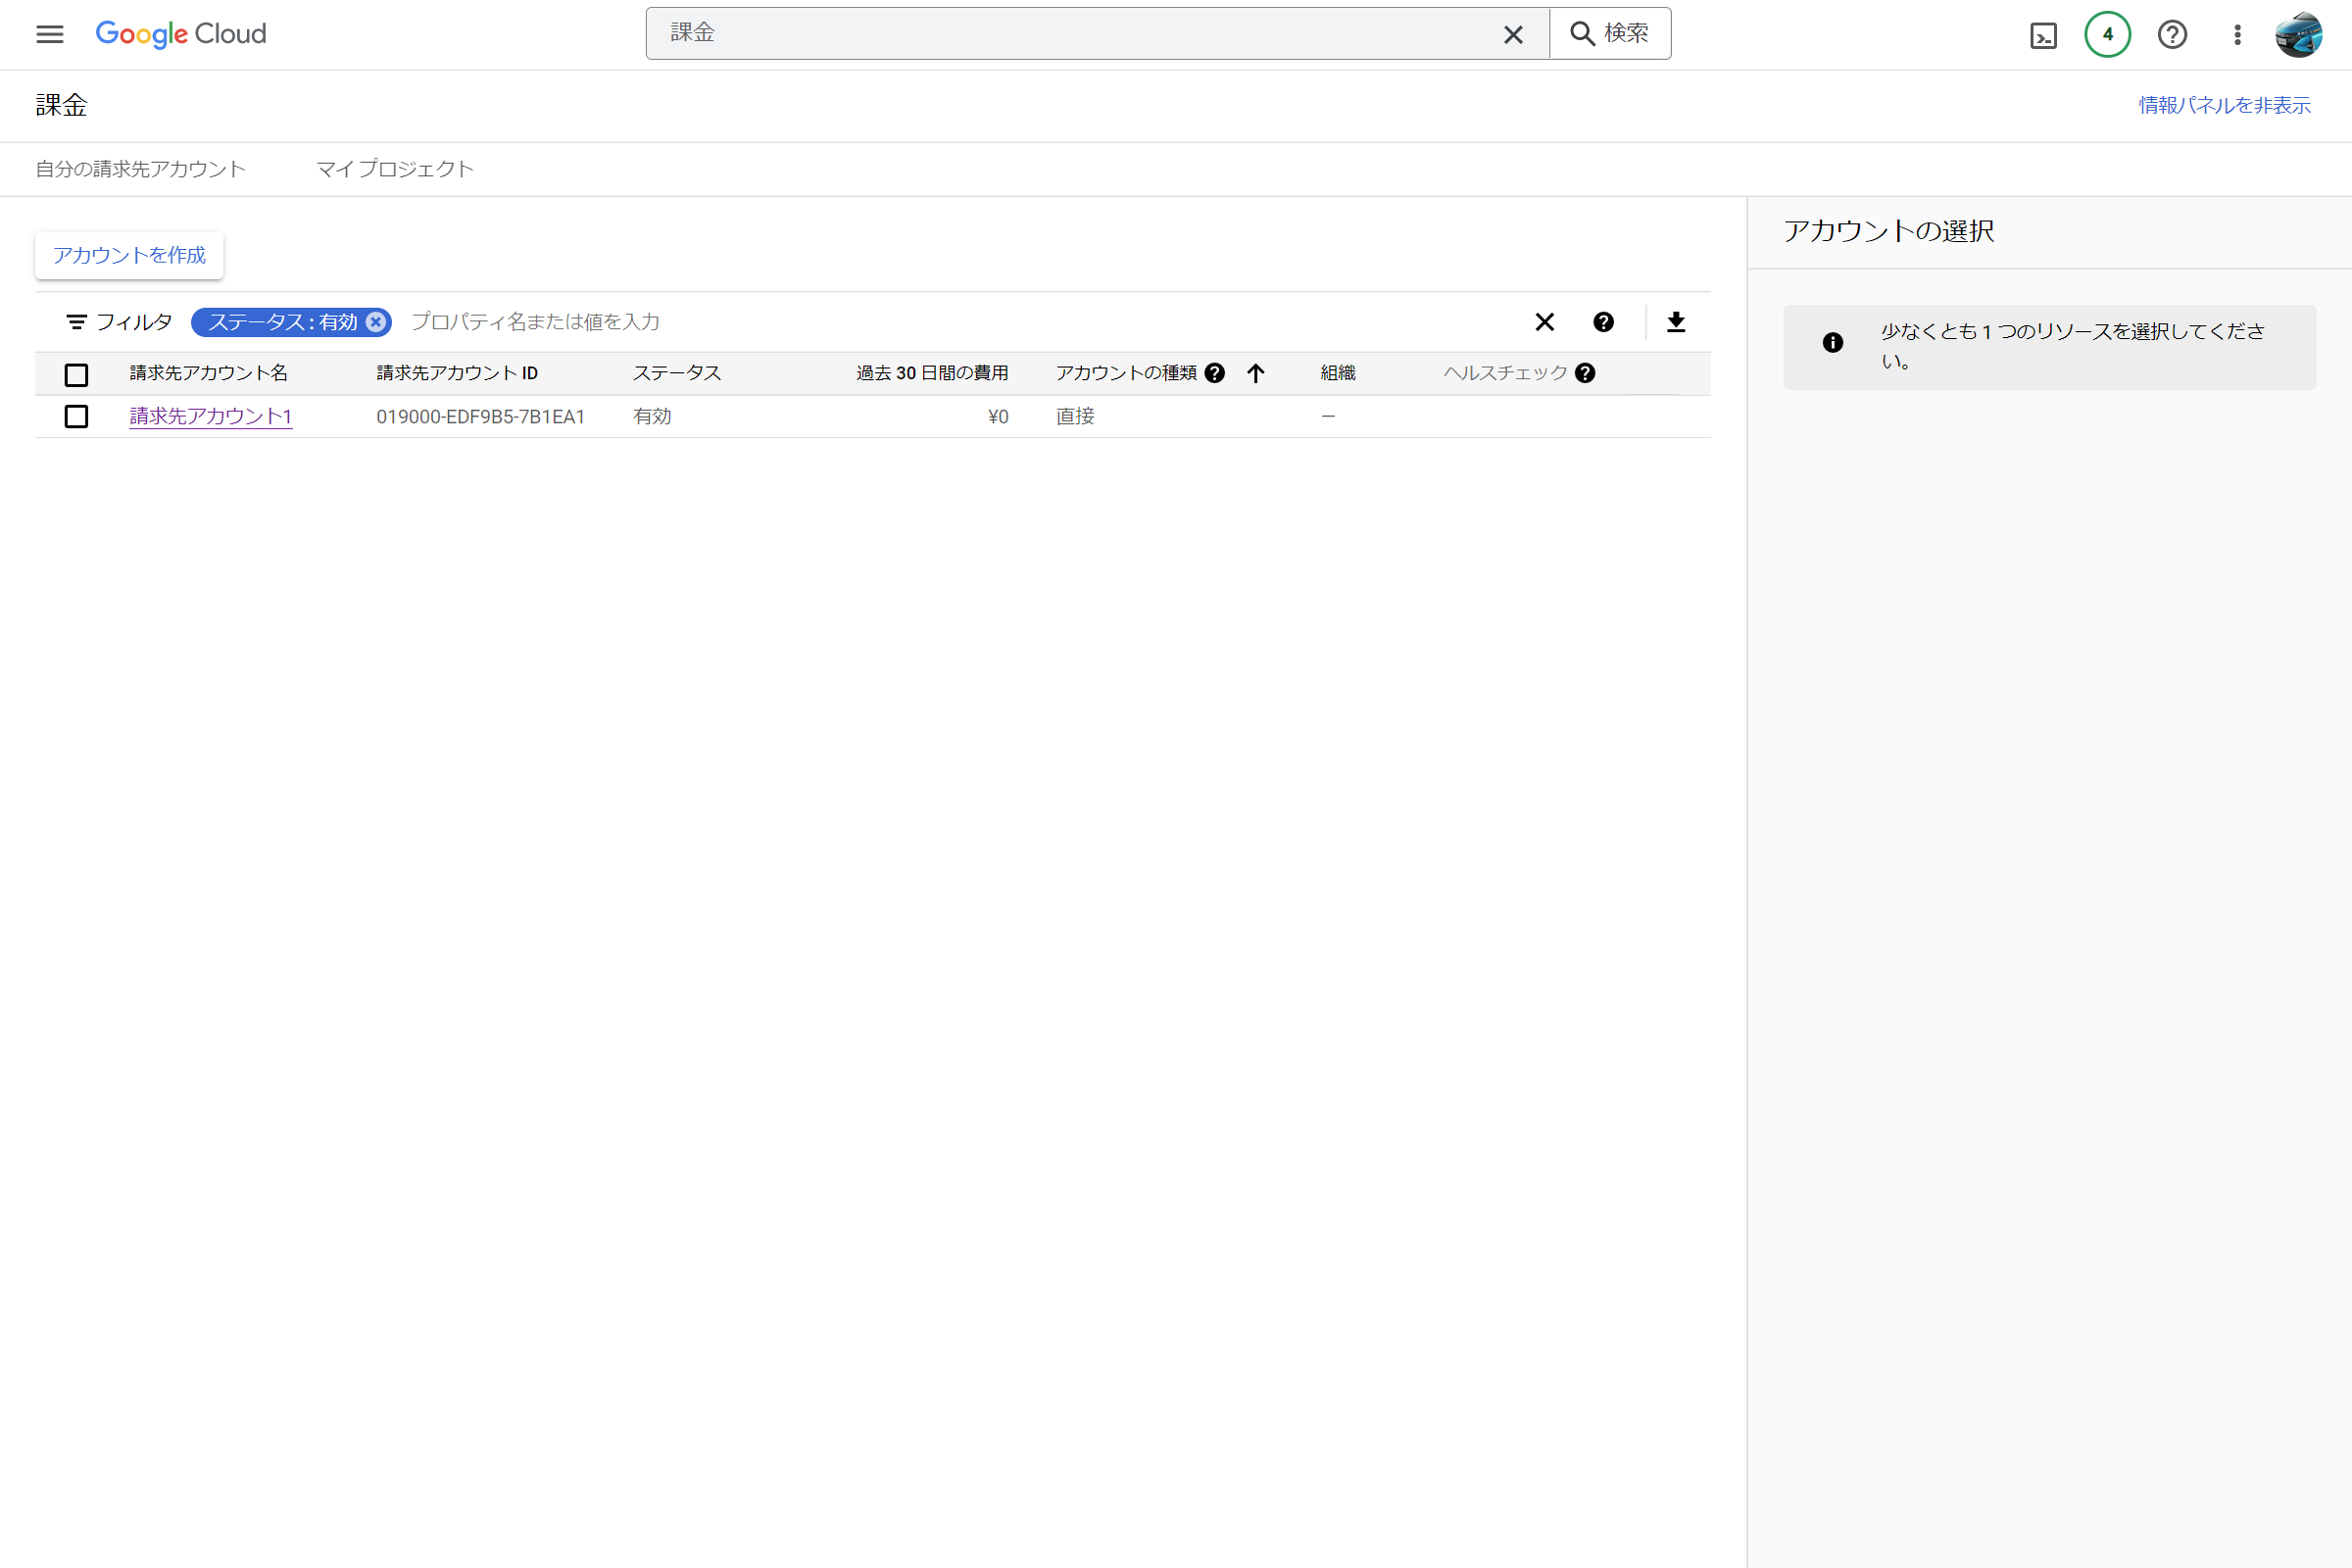 Google Cloud
課金
検索
4
課金
情報パネルを非表示
自分の請求先アカウント
マイ プロジェクト
アカウントを作成
アカウントの選択
フィルタ
ステータス : 有効
プロパティ名または値を入力
少なくとも 1 つのリソースを選択してくださ
い。
請求先アカウント名 請求先アカウント ID ステータス 過去 30 日間の費用 アカウントの種類 組織 ヘルスチェック
請求先アカウント1 019000-EDF9B5-7B1EA1 有効 ¥0 直接 —